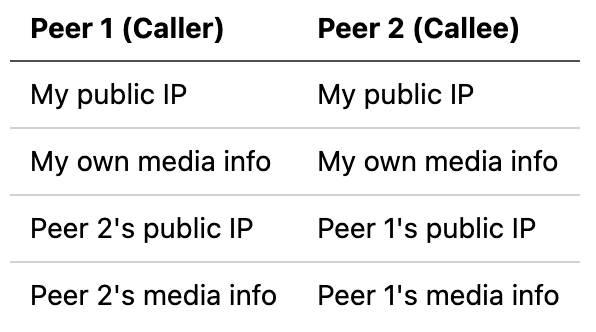 Peer 1 (Caller) Peer 2 (Callee)
My public IP My public IP
My own media info My own media info
Peer 2's public IP Peer 1's public IP
Peer 2's media info Peer 1's media info